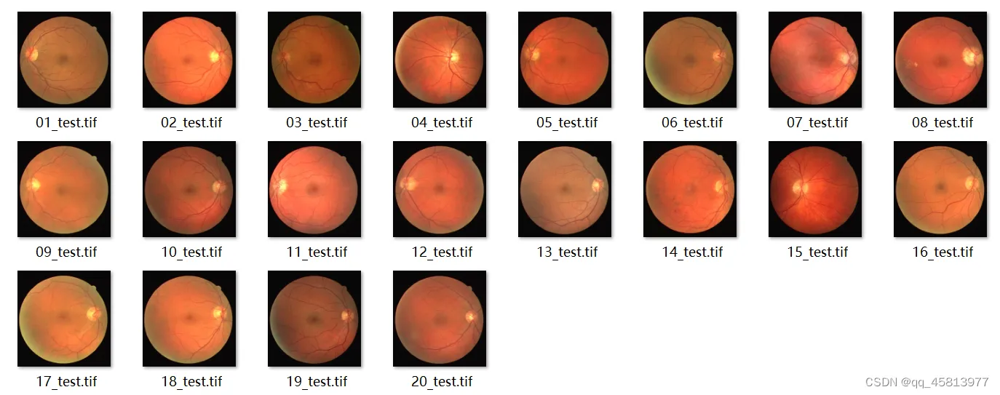 01_test.tif 02_test.tif 03_test.tif 04_test.tif 05_test.tif 06_test.tif 07_test.tif 08_test.tif
09_test.tif 10_test.tif 11_test.tif 12_test.tif 13_test.tif 14_test.tif 15_test.tif 16_test.tif
17_test.tif 18_test.tif 19_test.tif 20_test.tif
CSDN @qq_45813977